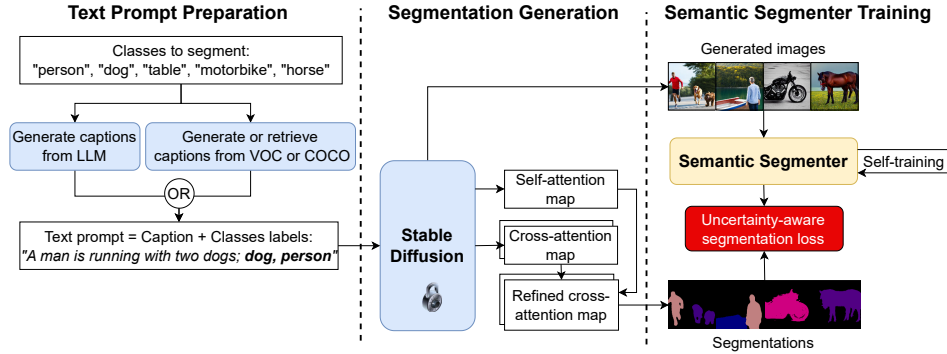 Text Prompt Preparation
Classes to segment:
"person", "dog", "table", "motorbike", "horse"
Generate captions
from LLM
Generate or retrieve
captions from VOC or COCO
OR
Text prompt = Caption + Classes labels:
"A man is running with two dogs; dog, person"
Segmentation Generation
Stable
Diffusion
Self-attention
map
Cross-attention
map
Refined cross-
attention map
Semantic Segmenter Training
Generated images
Semantic Segmenter
Self-training
Uncertainty-aware
segmentation loss
Segmentations